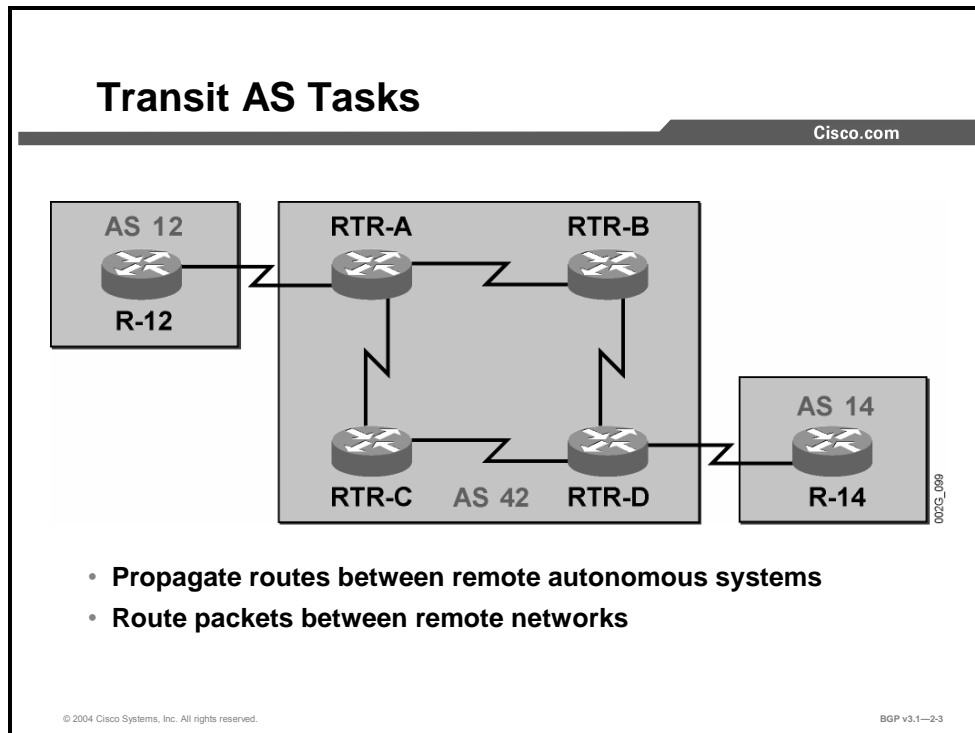 Transit AS Tasks
Cisco.com
AS 12
R-12
RTR-A
RTR-B
RTR-C
AS 42
RTR-D
AS 14
R-14
002G_099
• Propagate routes between remote autonomous systems
• Route packets between remote networks
© 2004 Cisco Systems, Inc. All rights reserved.
BGP v3.1—2-3